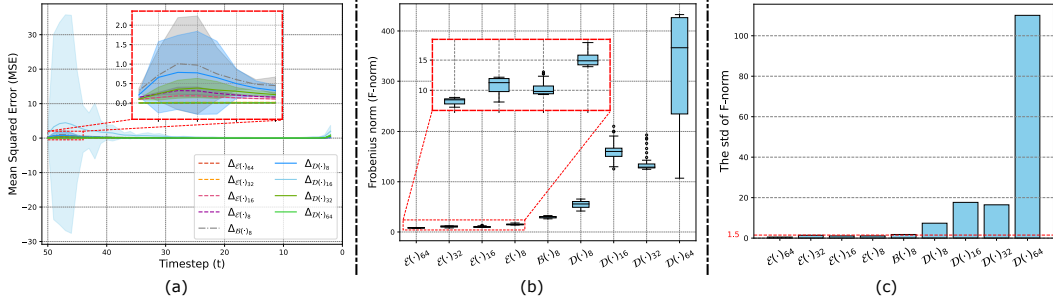 Mean Squared Error (MSE)
30
20
10
0
−10
−20
−30
50
40
30
20
10
0
Timestep (t)
2.0
1.5
1.0
0.5
0.0
Δℰ(·)64
Δℰ(·)32
Δℰ(·)16
Δℰ(·)8
Δℬ(·)8
Δ𝒟(·)8
Δ𝒟(·)16
Δ𝒟(·)32
Δ𝒟(·)64
(a)
Frobenius norm (F-norm)
400
300
200
100
0
15
10
ℰ(·)64
ℰ(·)32
ℰ(·)16
ℰ(·)8
ℬ(·)8
𝒟(·)8
𝒟(·)16
𝒟(·)32
𝒟(·)64
(b)
The std of F-norm
100
80
60
40
20
0
1.5
ℰ(·)64
ℰ(·)32
ℰ(·)16
ℰ(·)8
ℬ(·)8
𝒟(·)8
𝒟(·)16
𝒟(·)32
𝒟(·)64
(c)